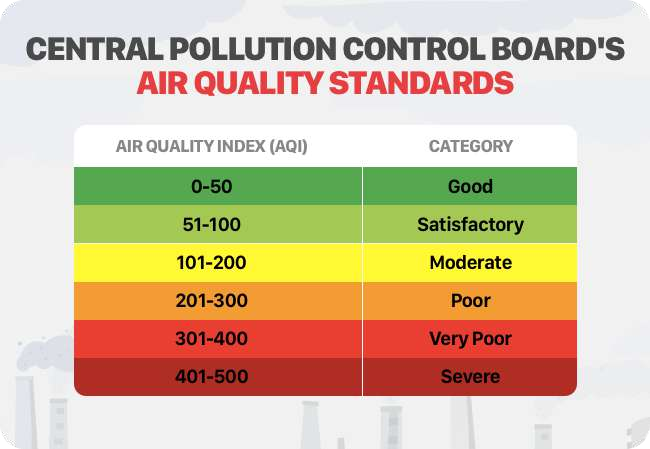 CENTRAL POLLUTION CONTROL BOARD'S
AIR QUALITY STANDARDS
AIR QUALITY INDEX (AQI) CATEGORY
0-50 Good
51-100 Satisfactory
101-200 Moderate
201-300 Poor
301-400 Very Poor
401-500 Severe